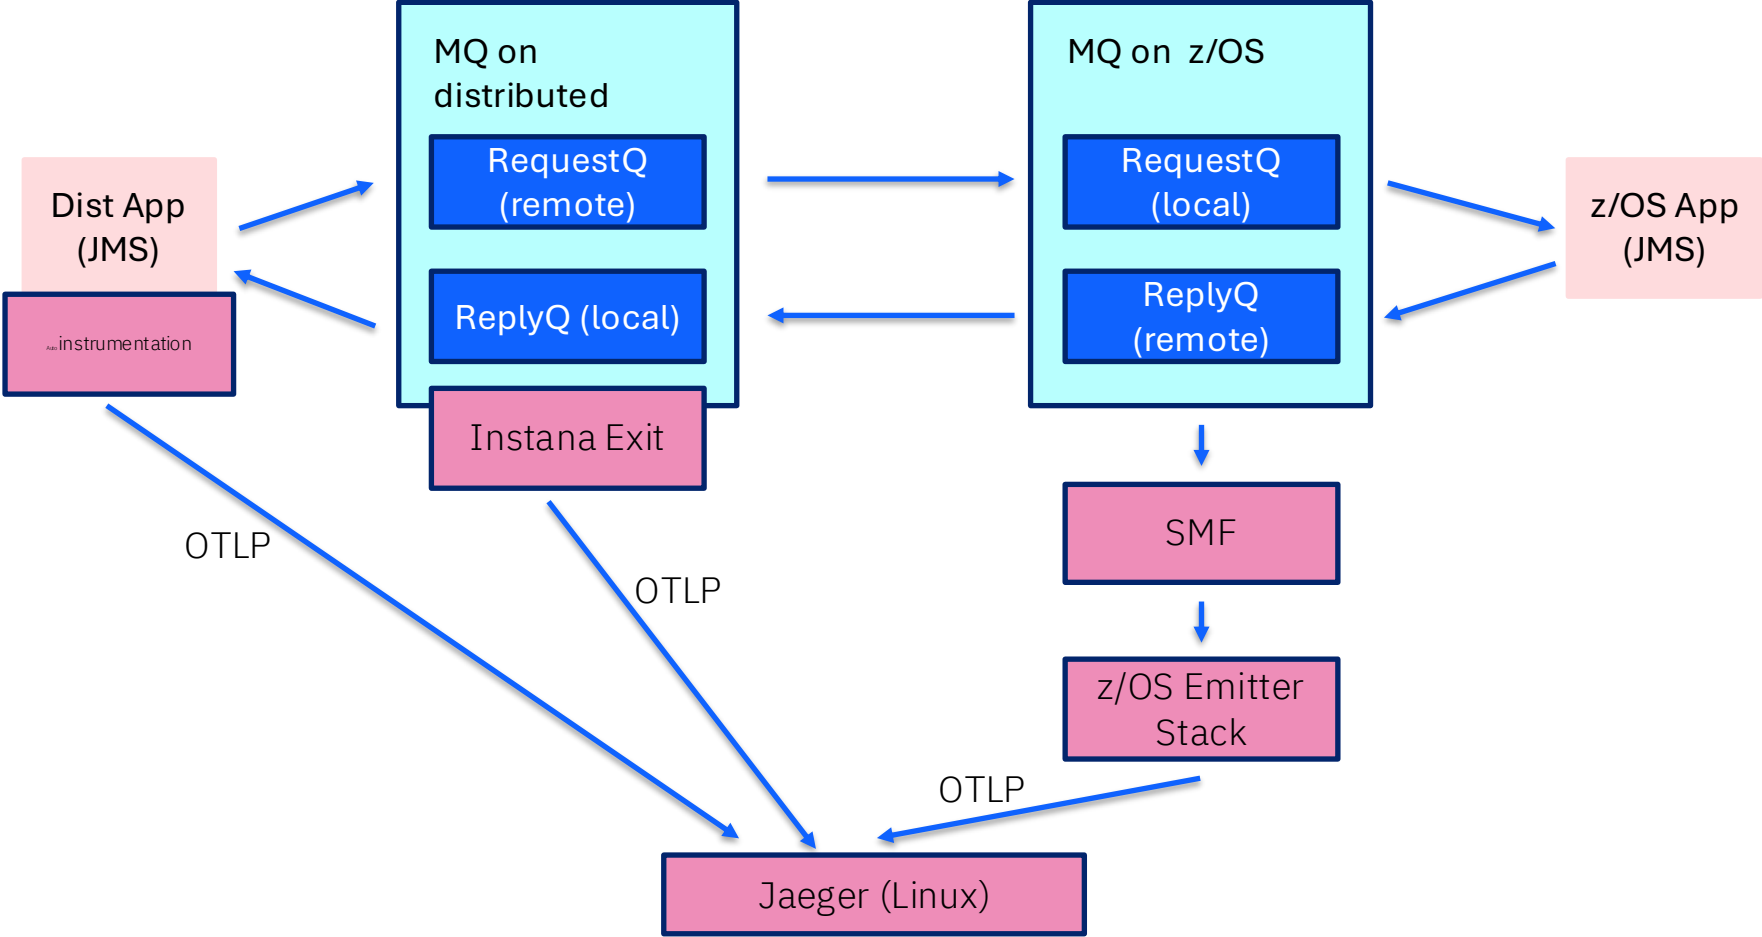 MQ on
distributed
RequestQ
(remote)
ReplyQ (local)
Instana Exit
MQ on z/OS
RequestQ
(local)
ReplyQ
(remote)
Dist App
(JMS)
Auto instrumentation
z/OS App
(JMS)
SMF
z/OS Emitter
Stack
OTLP
OTLP
OTLP
Jaeger (Linux)